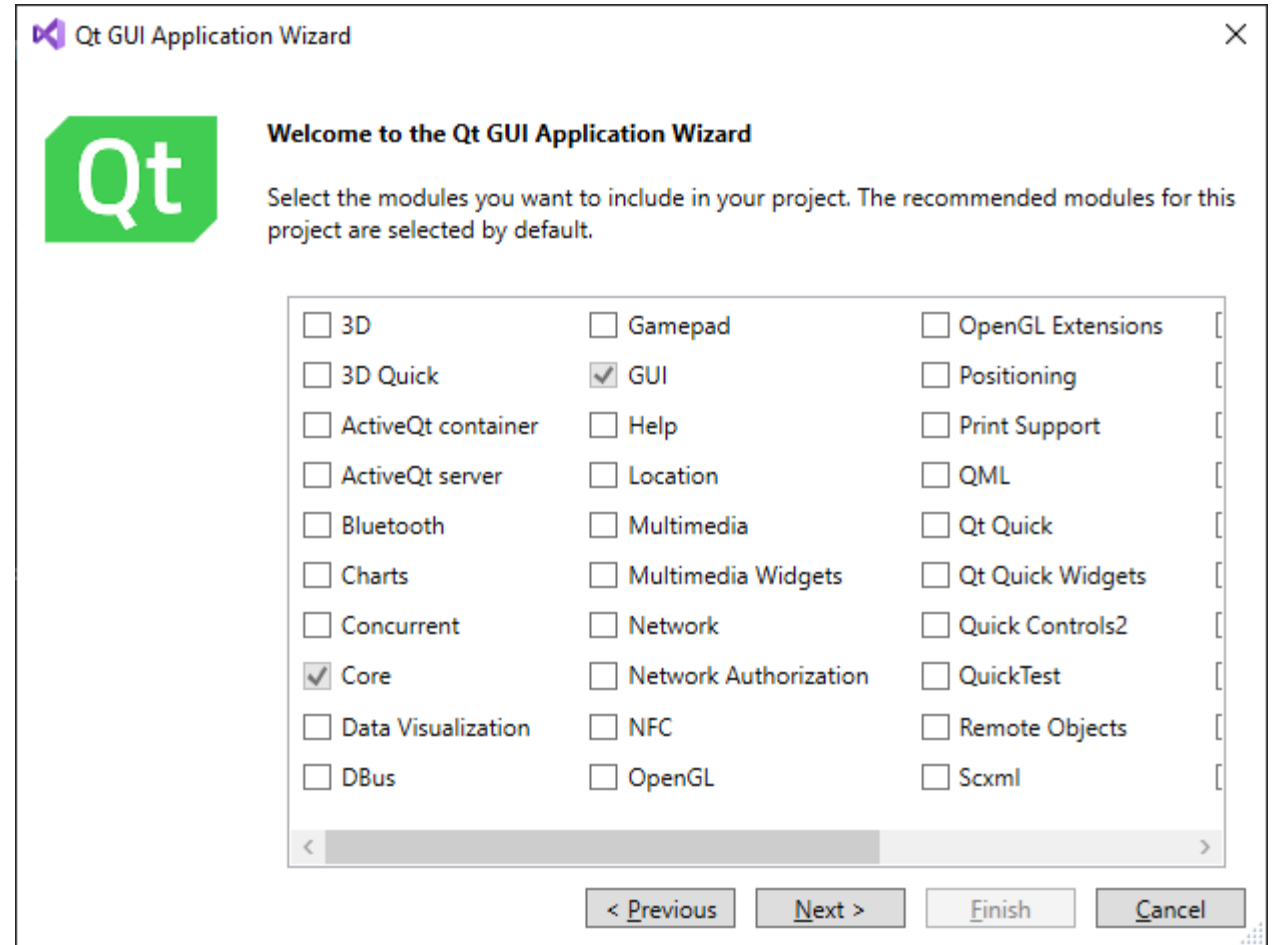 Qt GUI Application Wizard
Qt
Welcome to the Qt GUI Application Wizard
Select the modules you want to include in your project. The recommended modules for this
project are selected by default.
3D
3D Quick
ActiveQt container
ActiveQt server
Bluetooth
Charts
Concurrent
Core
Data Visualization
DBus
Gamepad
GUI
Help
Location
Multimedia
Multimedia Widgets
Network
Network Authorization
NFC
OpenGL
OpenGL Extensions
Positioning
Print Support
QML
Qt Quick
Qt Quick Widgets
Quick Controls2
QuickTest
Remote Objects
Scxml
< Previous
Next >
Finish
Cancel